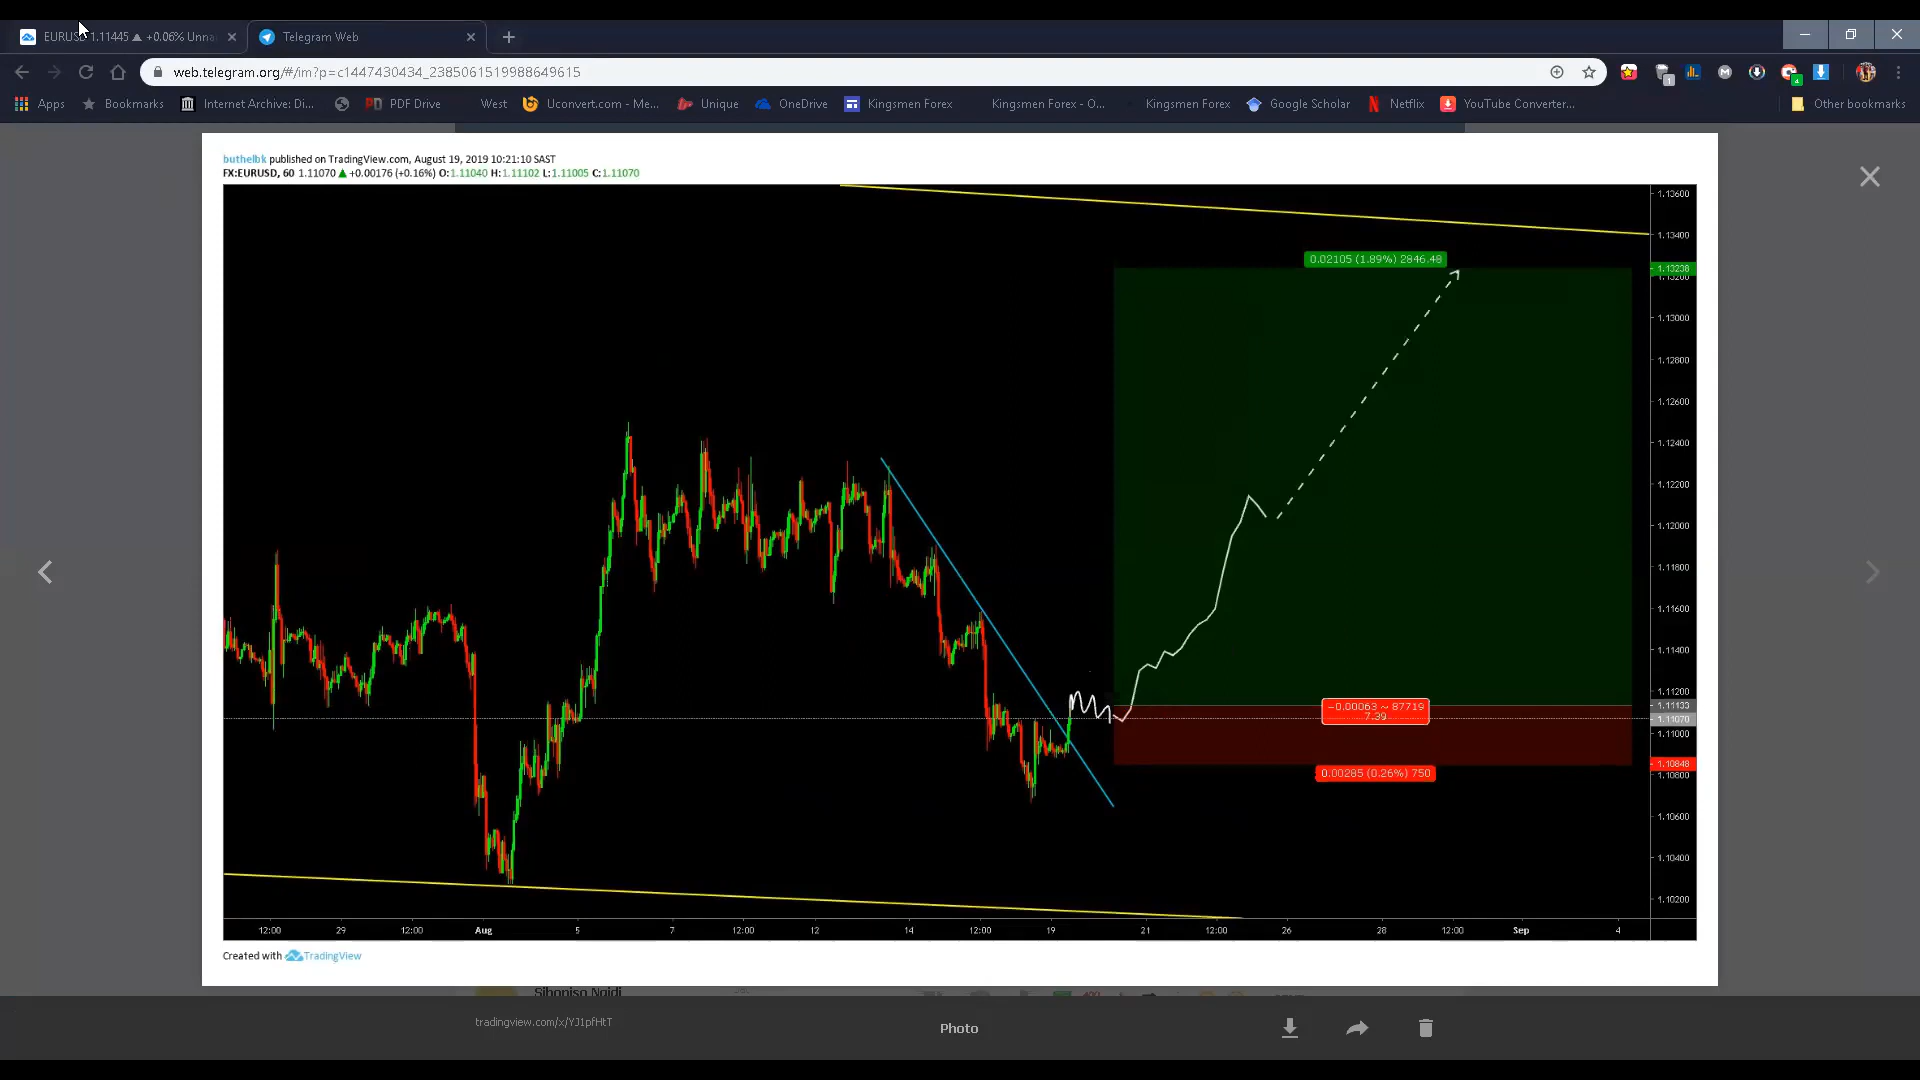 EURUSD 1.11445 ▲ +0.06% Unna
Telegram Web
web.telegram.org/#/im?p=c1447430434_2385061519988649615
Apps Bookmarks Internet Archive: Di... PDF Drive West Uconvert.com - Me... Unique OneDrive Kingsmen Forex Kingsmen Forex - O... Kingsmen Forex Google Scholar Netflix YouTube Converter... Other bookmarks
buthelbk published on TradingView.com, August 19, 2019 10:21:10 SAST
FX:EURUSD, 60 1.11070 ▲ +0.00176 (+0.16%) O:1.11040 H:1.11102 L:1.11005 C:1.11070
1.13600
1.13400
0.02105 (1.89%) 2846.48
1.13238
1.13200
1.13000
1.12800
1.12600
1.12400
1.12200
1.12000
1.11800
1.11600
1.11400
1.11200
−0.00063 ~ 87719
7.39
1.11133
1.11070
1.11000
1.10848
0.00285 (0.26%) 750
1.10800
1.10600
1.10400
1.10200
12:00 29 12:00 Aug 5 7 12:00 12 14 12:00 19 21 12:00 26 28 12:00 Sep 4
Created with TradingView
Sihoniso Ngidi
tradingview.com/x/YJ1pfHtT
Photo